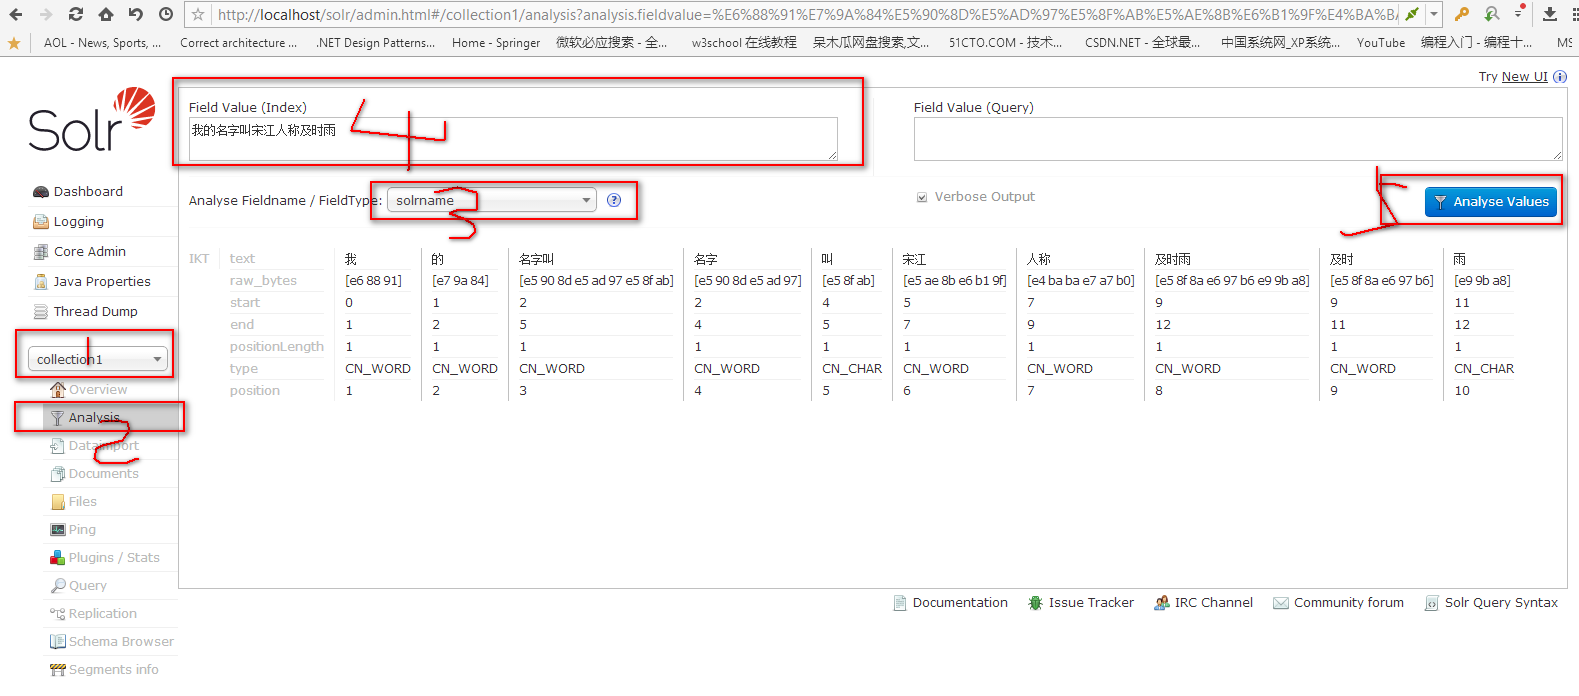 http://localhost/solr/admin.html#/collection1/analysis?analysis.fieldvalue=%E6%88%91%E7%9A%84%E5%90%8D%E5%AD%97%E5%8F%AB%E5%AE%8B%E6%B1%9F%E4%BA%BA
AOL - News, Sports, ... Correct architecture ... .NET Design Patterns... Home - Springer 微软必应搜索 - 全... w3school 在线教程 呆木瓜网盘搜索,文... 51CTO.COM - 技术... CSDN.NET - 全球最... 中国系统网_XP系统... YouTube 编程入门 - 编程十... MS
Try New UI
Solr
Field Value (Index) Field Value (Query)
我的名字叫宋江人称及时雨
4
Dashboard
Analyse Fieldname / FieldType: solrname Verbose Output Analyse Values
3 5
Logging
Core Admin
Java Properties
Thread Dump
collection1
1
Overview
Analysis
2
Dataimport
Documents
Files
Ping
Plugins / Stats
Query
Replication
Schema Browser
Segments info
IKT text 我 的 名字叫 名字 叫 宋江 人称 及时雨 及时 雨
raw_bytes [e6 88 91] [e7 9a 84] [e5 90 8d e5 ad 97 e5 8f ab] [e5 90 8d e5 ad 97] [e5 8f ab] [e5 ae 8b e6 b1 9f] [e4 ba ba e7 a7 b0] [e5 8f 8a e6 97 b6 e9 9b a8] [e5 8f 8a e6 97 b6] [e9 9b a8]
start 0 1 2 2 4 5 7 9 9 11
end 1 2 5 4 5 7 9 12 11 12
positionLength 1 1 1 1 1 1 1 1 1 1
type CN_WORD CN_WORD CN_WORD CN_WORD CN_CHAR CN_WORD CN_WORD CN_WORD CN_WORD CN_CHAR
position 1 2 3 4 5 6 7 8 9 10
Documentation Issue Tracker IRC Channel Community forum Solr Query Syntax